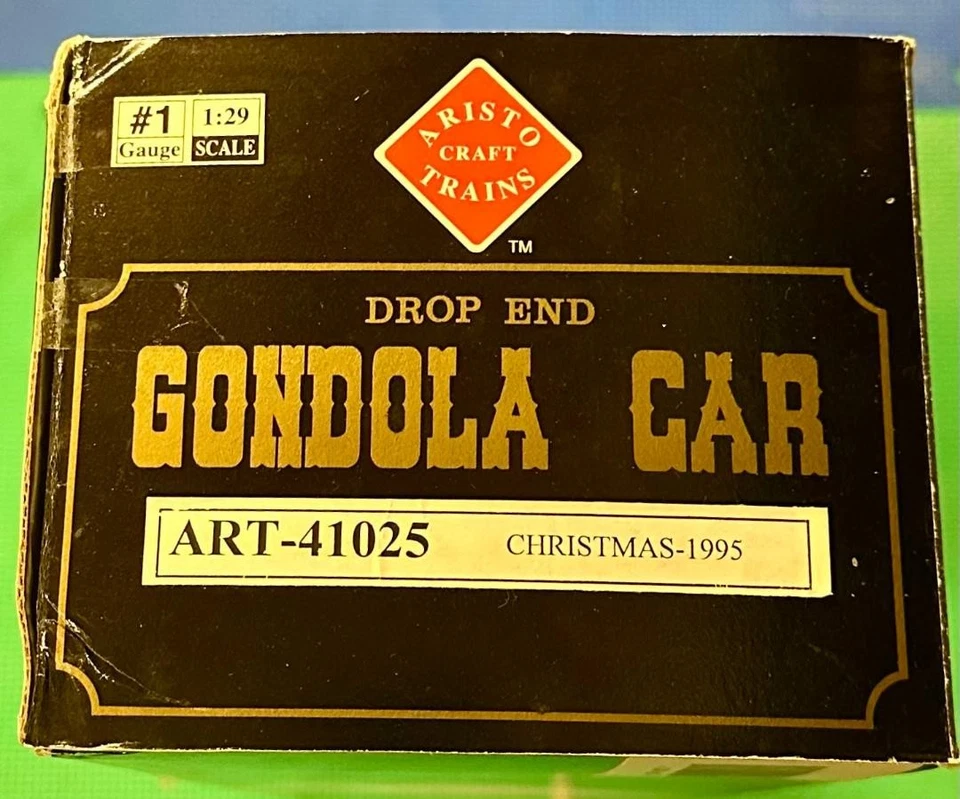 #1
Gauge
1:29
SCALE
ARISTO
CRAFT
TRAINS
TM
DROP END
GONDOLA CAR
ART-41025 CHRISTMAS-1995